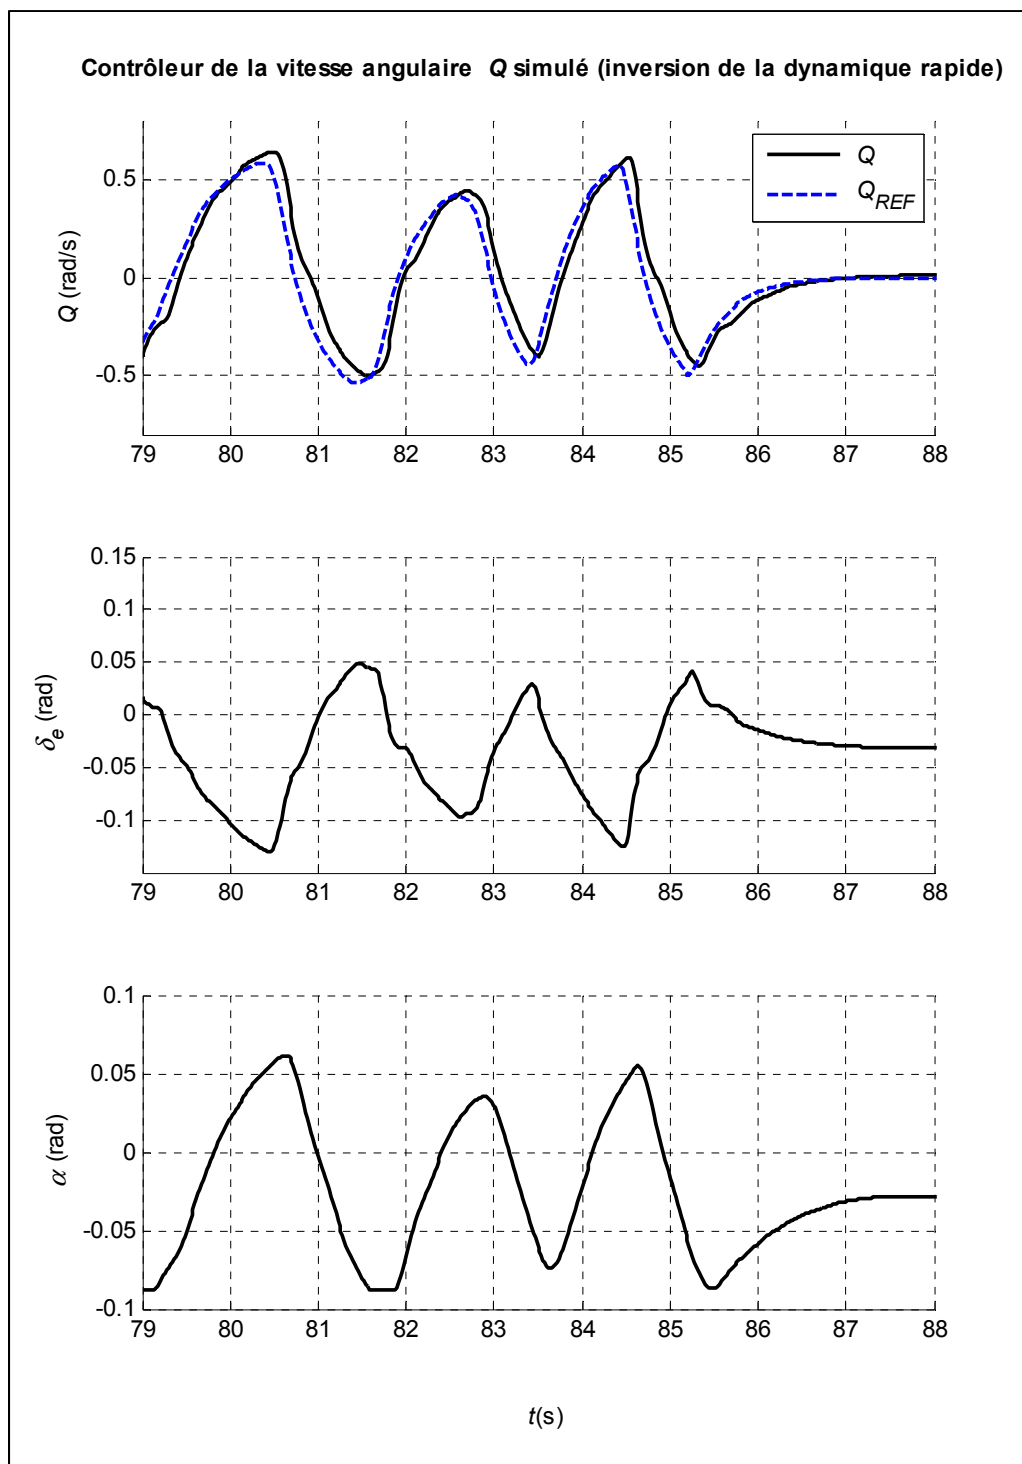 Contrôleur de la vitesse angulaire Q simulé (inversion de la dynamique rapide)
Q
Q_REF
0.5
0
-0.5
Q (rad/s)
79 80 81 82 83 84 85 86 87 88
0.15
0.1
0.05
0
-0.05
-0.1
δ_e (rad)
79 80 81 82 83 84 85 86 87 88
0.1
0.05
0
-0.05
-0.1
α (rad)
79 80 81 82 83 84 85 86 87 88
t(s)